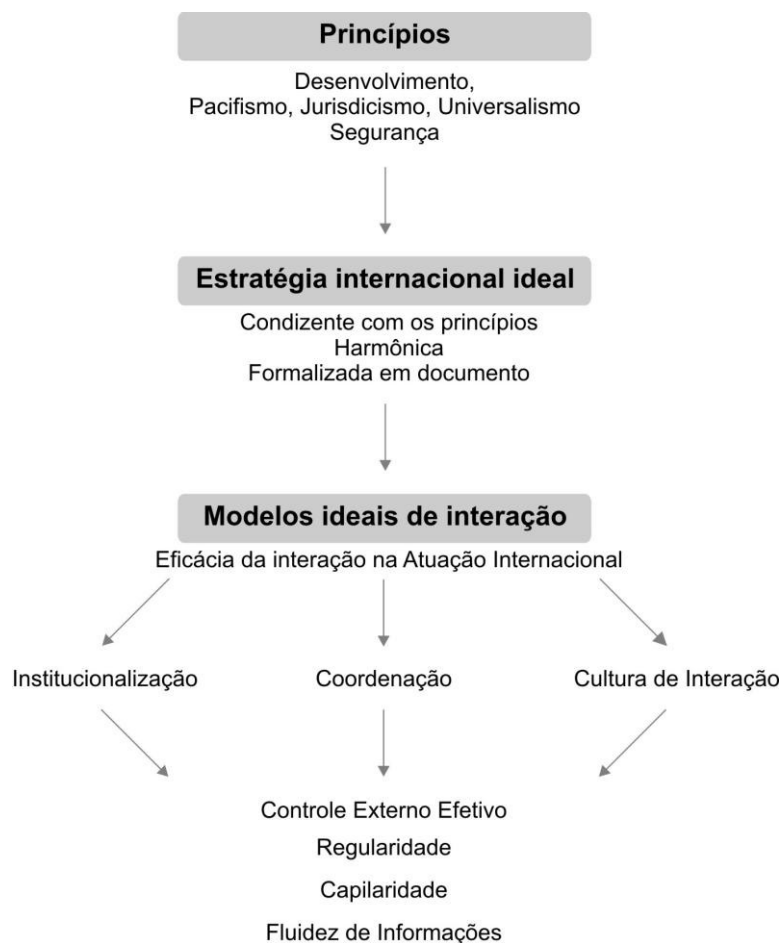 Princípios
Desenvolvimento,
Pacifismo, Jurisdicismo, Universalismo
Segurança
Estratégia internacional ideal
Condizente com os princípios
Harmônica
Formalizada em documento
Modelos ideais de interação
Eficácia da interação na Atuação Internacional
Institucionalização
Coordenação
Cultura de Interação
Controle Externo Efetivo
Regularidade
Capilaridade
Fluidez de Informações